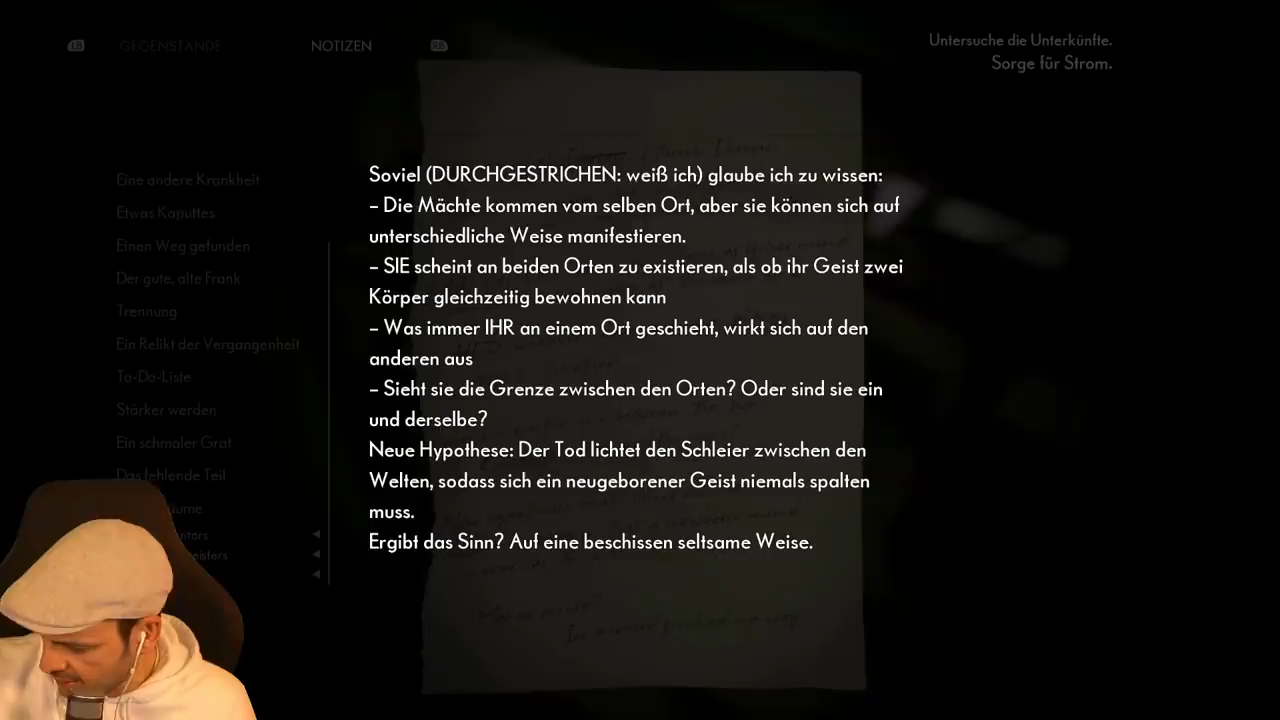 LB GEGENSTÄNDE NOTIZEN RB
Untersuche die Unterkünfte.
Sorge für Strom.
Eine andere Krankheit
Etwas Kaputtes
Einen Weg gefunden
Der gute, alte Frank
Trennung
Ein Relikt der Vergangenheit
To-Do-Liste
Stärker werden
Ein schmaler Grat
Das fehlende Teil
Soviel (DURCHGESTRICHEN: weiß ich) glaube ich zu wissen:
– Die Mächte kommen vom selben Ort, aber sie können sich auf
unterschiedliche Weise manifestieren.
– SIE scheint an beiden Orten zu existieren, als ob ihr Geist zwei
Körper gleichzeitig bewohnen kann
– Was immer IHR an einem Ort geschieht, wirkt sich auf den
anderen aus
– Sieht sie die Grenze zwischen den Orten? Oder sind sie ein
und derselbe?
Neue Hypothese: Der Tod lichtet den Schleier zwischen den
Welten, sodass sich ein neugeborener Geist niemals spalten
muss.
Ergibt das Sinn? Auf eine beschissen seltsame Weise.